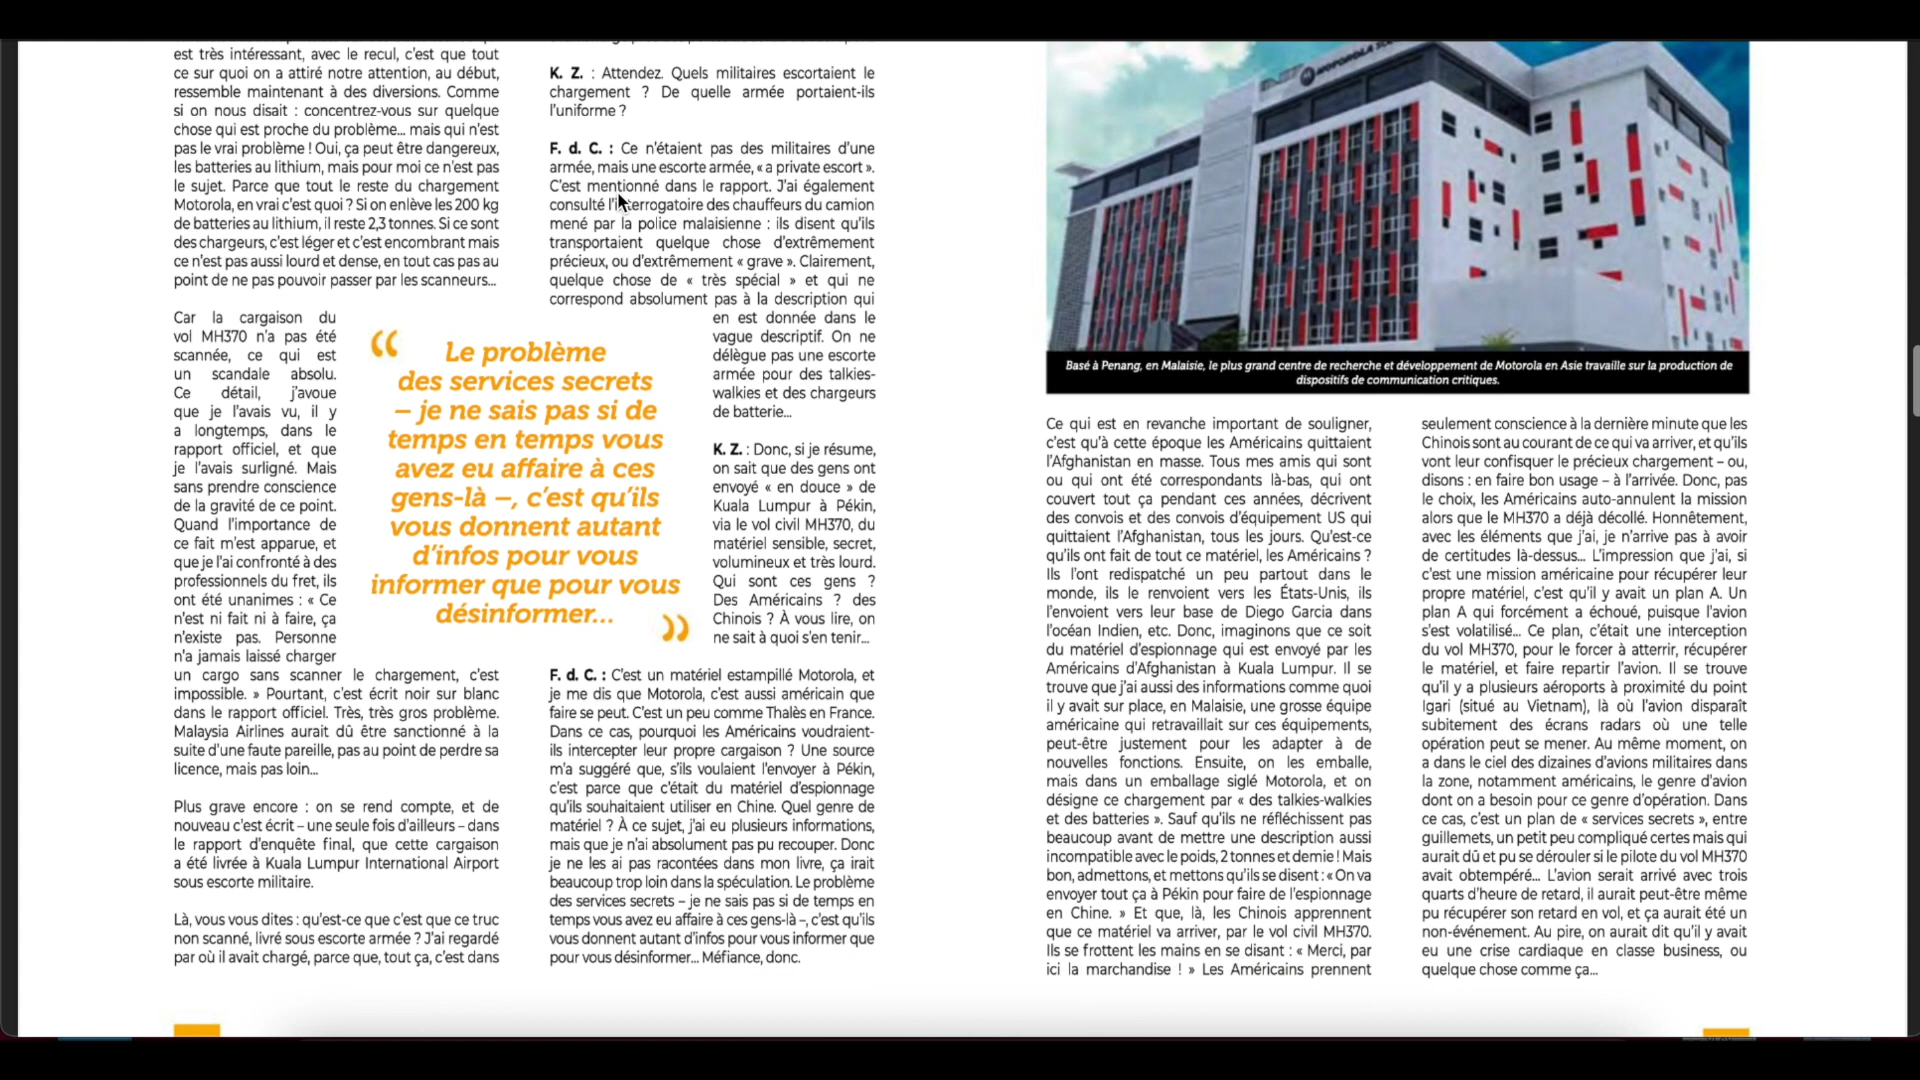 est très intéressant, avec le recul, c'est que tout
ce sur quoi on a attiré notre attention, au début,
ressemble maintenant à des diversions. Comme
si on nous disait : concentrez-vous sur quelque
chose qui est proche du problème... mais qui n'est
pas le vrai problème ! Oui, ça peut être dangereux,
les batteries au lithium, mais pour moi ce n'est pas
le sujet. Parce que tout le reste du chargement
Motorola, en vrai c'est quoi ? Si on enlève les 200 kg
de batteries au lithium, il reste 2,3 tonnes. Si ce sont
des chargeurs, c'est léger et c'est encombrant mais
ce n'est pas aussi lourd et dense, en tout cas pas au
point de ne pas pouvoir passer par les scanneurs...
Car la cargaison du
vol MH370 n'a pas été
scannée, ce qui est
un scandale absolu.
Ce détail, j'avoue
que je l'avais vu, il y
a longtemps, dans le
rapport officiel, et que
je l'avais surligné. Mais
sans prendre conscience
de la gravité de ce point.
Quand l'importance de
ce fait m'est apparue, et
que je l'ai confronté à des
professionnels du fret, ils
ont été unanimes : « Ce
n'est ni fait ni à faire, ça
n'existe pas. Personne
n'a jamais laissé charger
un cargo sans scanner le chargement, c'est
impossible. » Pourtant, c'est écrit noir sur blanc
dans le rapport officiel. Très, très gros problème.
Malaysia Airlines aurait dû être sanctionné à la
suite d'une faute pareille, pas au point de perdre sa
licence, mais pas loin...
Plus grave encore : on se rend compte, et de
nouveau c'est écrit – une seule fois d'ailleurs – dans
le rapport d'enquête final, que cette cargaison
a été livrée à Kuala Lumpur International Airport
sous escorte militaire.
Là, vous vous dites : qu'est-ce que c'est que ce truc
non scanné, livré sous escorte armée ? J'ai regardé
par où il avait chargé, parce que, tout ça, c'est dans
“ Le problème
des services secrets
– je ne sais pas si de
temps en temps vous
avez eu affaire à ces
gens-là –, c'est qu'ils
vous donnent autant
d'infos pour vous
informer que pour vous
désinformer... ”
K. Z. : Attendez. Quels militaires escortaient le
chargement ? De quelle armée portaient-ils
l'uniforme ?
F. d. C. : Ce n'étaient pas des militaires d'une
armée, mais une escorte armée, « a private escort ».
C'est mentionné dans le rapport. J'ai également
consulté l'interrogatoire des chauffeurs du camion
mené par la police malaisienne : ils disent qu'ils
transportaient quelque chose d'extrêmement
précieux, ou d'extrêmement « grave ». Clairement,
quelque chose de « très spécial » et qui ne
correspond absolument pas à la description qui
en est donnée dans le
vague descriptif. On ne
délègue pas une escorte
armée pour des talkies-
walkies et des chargeurs
de batterie...
K. Z. : Donc, si je résume,
on sait que des gens ont
envoyé « en douce » de
Kuala Lumpur à Pékin,
via le vol civil MH370, du
matériel sensible, secret,
volumineux et très lourd.
Qui sont ces gens ?
Des Américains ? des
Chinois ? À vous lire, on
ne sait à quoi s'en tenir...
F. d. C. : C'est un matériel estampillé Motorola, et
je me dis que Motorola, c'est aussi américain que
faire se peut. C'est un peu comme Thalès en France.
Dans ce cas, pourquoi les Américains voudraient-
ils intercepter leur propre cargaison ? Une source
m'a suggéré que, s'ils voulaient l'envoyer à Pékin,
c'est parce que c'était du matériel d'espionnage
qu'ils souhaitaient utiliser en Chine. Quel genre de
matériel ? À ce sujet, j'ai eu plusieurs informations,
mais que je n'ai absolument pas pu recouper. Donc
je ne les ai pas racontées dans mon livre, ça irait
beaucoup trop loin dans la spéculation. Le problème
des services secrets – je ne sais pas si de temps en
temps vous avez eu affaire à ces gens-là –, c'est qu'ils
vous donnent autant d'infos pour vous informer que
pour vous désinformer... Méfiance, donc.
Basé à Penang, en Malaisie, le plus grand centre de recherche et développement de Motorola en Asie travaille sur la production de
dispositifs de communication critiques.
Ce qui est en revanche important de souligner,
c'est qu'à cette époque les Américains quittaient
l'Afghanistan en masse. Tous mes amis qui sont
ou qui ont été correspondants là-bas, qui ont
couvert tout ça pendant ces années, décrivent
des convois et des convois d'équipement US qui
quittaient l'Afghanistan, tous les jours. Qu'est-ce
qu'ils ont fait de tout ce matériel, les Américains ?
Ils l'ont redispatché un peu partout dans le
monde, ils le renvoient vers les États-Unis, ils
l'envoient vers leur base de Diego Garcia dans
l'océan Indien, etc. Donc, imaginons que ce soit
du matériel d'espionnage qui est envoyé par les
Américains d'Afghanistan à Kuala Lumpur. Il se
trouve que j'ai aussi des informations comme quoi
il y avait sur place, en Malaisie, une grosse équipe
américaine qui retravaillait sur ces équipements,
peut-être justement pour les adapter à de
nouvelles fonctions. Ensuite, on les emballe,
mais dans un emballage siglé Motorola, et on
désigne ce chargement par « des talkies-walkies
et des batteries ». Sauf qu'ils ne réfléchissent pas
beaucoup avant de mettre une description aussi
incompatible avec le poids, 2 tonnes et demie ! Mais
bon, admettons, et mettons qu'ils se disent : « On va
envoyer tout ça à Pékin pour faire de l'espionnage
en Chine. » Et que, là, les Chinois apprennent
que ce matériel va arriver, par le vol civil MH370.
Ils se frottent les mains en se disant : « Merci, par
ici la marchandise ! » Les Américains prennent
seulement conscience à la dernière minute que les
Chinois sont au courant de ce qui va arriver, et qu'ils
vont leur confisquer le précieux chargement – ou,
disons : en faire bon usage – à l'arrivée. Donc, pas
le choix, les Américains auto-annulent la mission
alors que le MH370 a déjà décollé. Honnêtement,
avec les éléments que j'ai, je n'arrive pas à avoir
de certitudes là-dessus... L'impression que j'ai, si
c'est une mission américaine pour récupérer leur
propre matériel, c'est qu'il y avait un plan A. Un
plan A qui forcément a échoué, puisque l'avion
s'est volatilisé... Ce plan, c'était une interception
du vol MH370, pour le forcer à atterrir, récupérer
le matériel, et faire repartir l'avion. Il se trouve
qu'il y a plusieurs aéroports à proximité du point
Igari (situé au Vietnam), là où l'avion disparaît
subitement des écrans radars où une telle
opération peut se mener. Au même moment, on
a dans le ciel des dizaines d'avions militaires dans
la zone, notamment américains, le genre d'avion
dont on a besoin pour ce genre d'opération. Dans
ce cas, c'est un plan de « services secrets », entre
guillemets, un petit peu compliqué certes mais qui
aurait dû et pu se dérouler si le pilote du vol MH370
avait obtempéré... L'avion serait arrivé avec trois
quarts d'heure de retard, il aurait peut-être même
pu récupérer son retard en vol, et ça aurait été un
non-événement. Au pire, on aurait dit qu'il y avait
eu une crise cardiaque en classe business, ou
quelque chose comme ça...